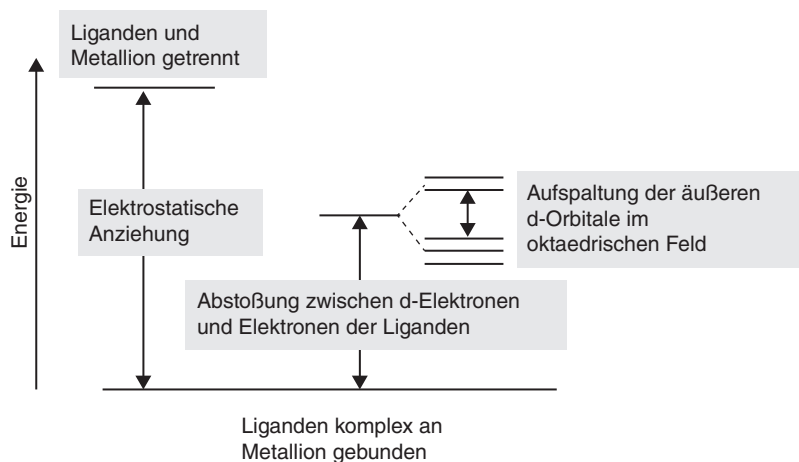 Liganden und
Metallion getrennt
Energie
Elektrostatische
Anziehung
Aufspaltung der äußeren
d-Orbitale im
oktaedrischen Feld
Abstoßung zwischen d-Elektronen
und Elektronen der Liganden
Liganden komplex an
Metallion gebunden